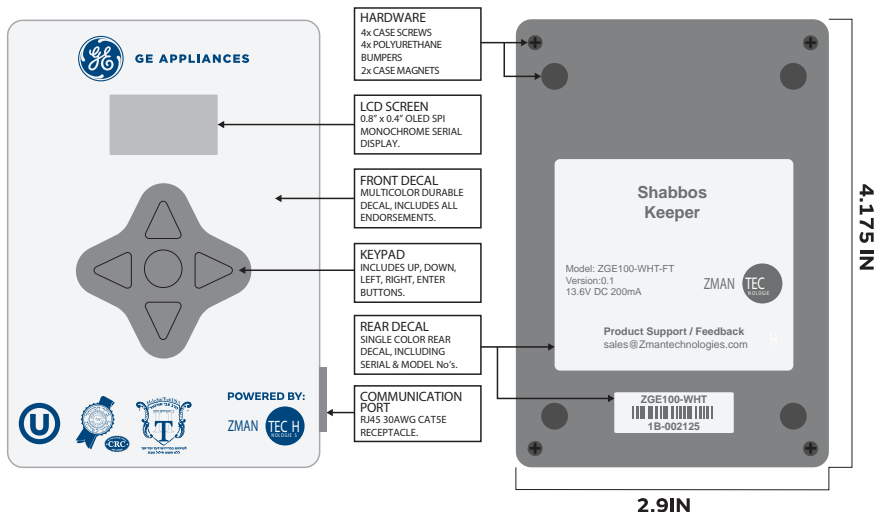 GE APPLIANCES
POWERED BY:
ZMAN TEC H
NOLOGIE S
U
CRC
T
HARDWARE
4x CASE SCREWS
4x POLYURETHANE
BUMPERS
2x CASE MAGNETS
LCD SCREEN
0.8" x 0.4" OLED SPI
MONOCHROME SERIAL
DISPLAY.
FRONT DECAL
MULTICOLOR DURABLE
DECAL, INCLUDES ALL
ENDORSEMENTS.
KEYPAD
INCLUDES UP, DOWN,
LEFT, RIGHT, ENTER
BUTTONS.
REAR DECAL
SINGLE COLOR REAR
DECAL, INCLUDING
SERIAL & MODEL No's.
COMMUNICATION
PORT
RJ45 30AWG CAT5E
RECEPTACLE.
Shabbos
Keeper
Model: ZGE100-WHT-FT
Version:0.1
13.6V DC 200mA
ZMAN TEC
NOLOGIE
H
Product Support / Feedback
sales@Zmantechnologies.com
ZGE100-WHT
1B-002125
4.175 IN
2.9IN